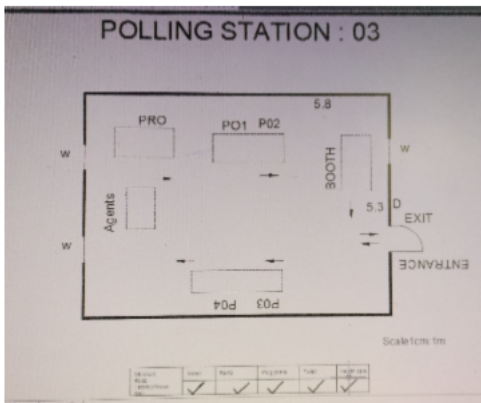 POLLING STATION : 03
5.8
PRO
PO1 P02
W
W
BOOTH
Agents
5.3 D
EXIT
W
ENTRANCE
P04 P03
Scale1cm:1m